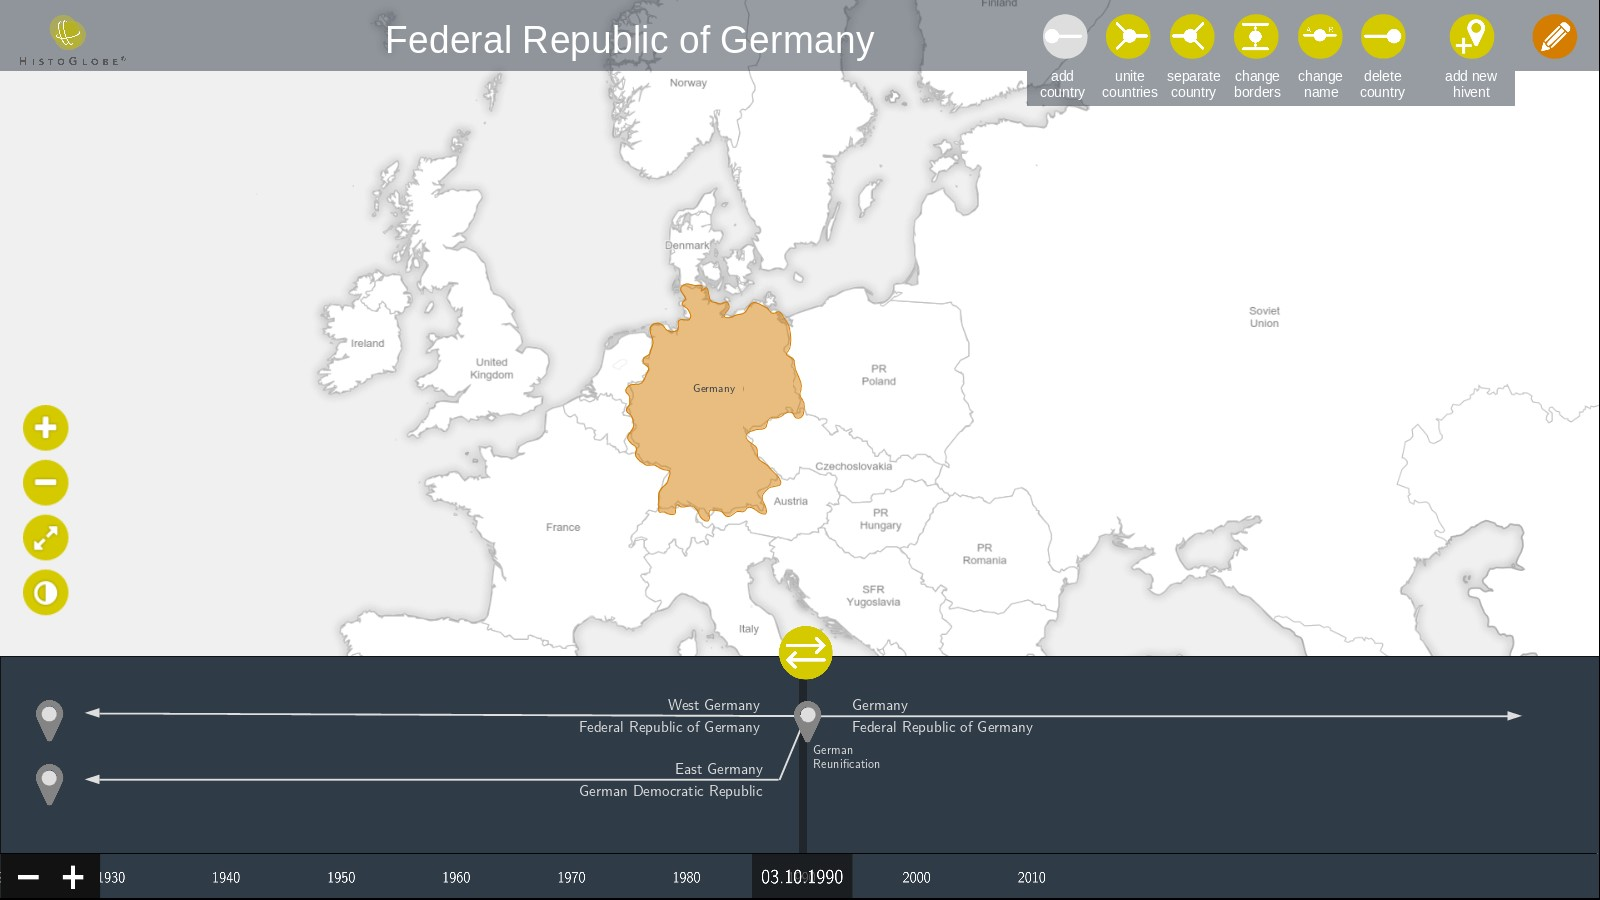 Finland
HISTOGLOBE
Federal Republic of Germany
add
country
unite
countries
separate
country
change
borders
change
name
delete
country
add new
hivent
A B
Norway
Denmark
Soviet
Union
Ireland
United
Kingdom
PR
Poland
Germany
Czechoslovakia
Austria
France
PR
Hungary
PR
Romania
SFR
Yugoslavia
Italy
West Germany
Federal Republic of Germany
Germany
Federal Republic of Germany
German
Reunification
East Germany
German Democratic Republic
1930 1940 1950 1960 1970 1980 03.10.1990 2000 2010